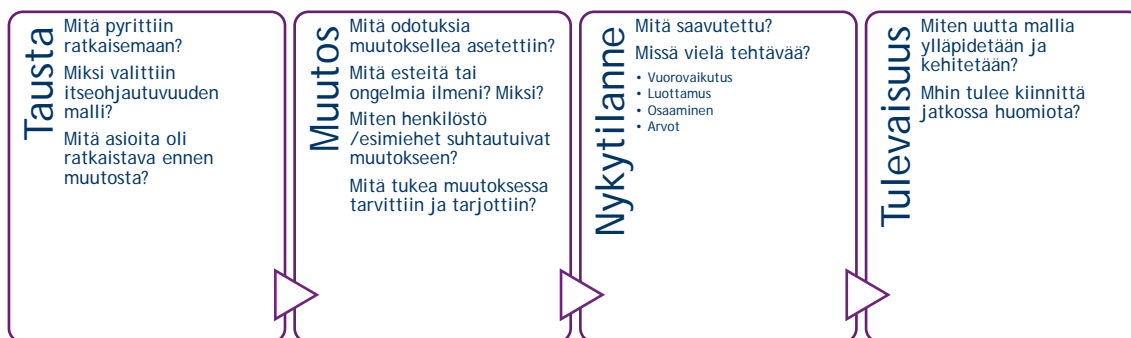 Tausta
Mitä pyrittiin
ratkaisemaan?
Miksi valittiin
itseohjautuvuuden
malli?
Mitä asioita oli
ratkaistava ennen
muutosta?
Muutos
Mitä odotuksia
muutoksellea asetettiin?
Mitä esteitä tai
ongelmia ilmeni? Miksi?
Miten henkilöstö
/esimiehet suhtautuivat
muutokseen?
Mitä tukea muutoksessa
tarvittiin ja tarjottiin?
Nykytilanne
Mitä saavutettu?
Missä vielä tehtävää?
• Vuorovaikutus
• Luottamus
• Osaaminen
• Arvot
Tulevaisuus
Miten uutta mallia
ylläpidetään ja
kehitetään?
Mhin tulee kiinnittä
jatkossa huomiota?